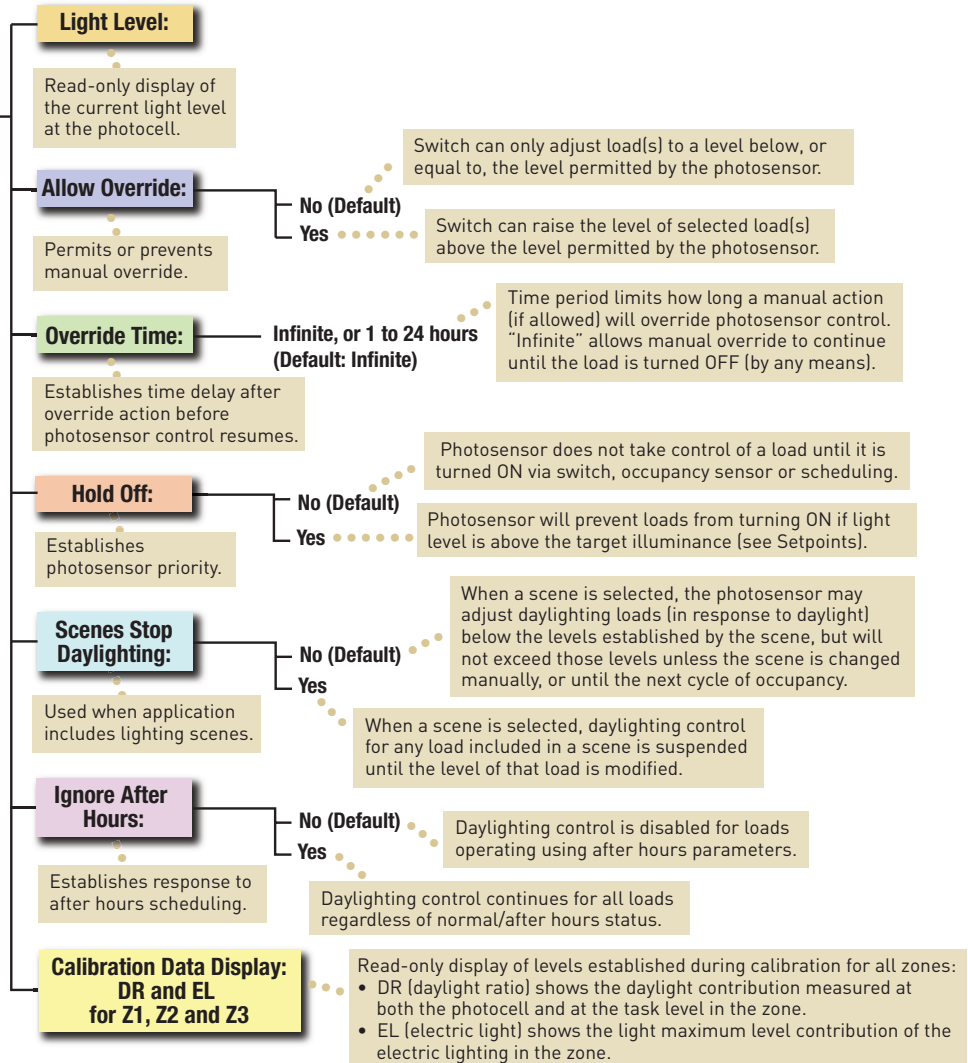 Light Level:
Read-only display of
the current light level
at the photocell.
Allow Override:
Permits or prevents
manual override.
No (Default)
Switch can only adjust load(s) to a level below, or
equal to, the level permitted by the photosensor.
Yes
Switch can raise the level of selected load(s)
above the level permitted by the photosensor.
Override Time:
Establishes time delay after
override action before
photosensor control resumes.
Infinite, or 1 to 24 hours
(Default: Infinite)
Time period limits how long a manual action
(if allowed) will override photosensor control.
“Infinite” allows manual override to continue
until the load is turned OFF (by any means).
Hold Off:
Establishes
photosensor priority.
No (Default)
Photosensor does not take control of a load until it is
turned ON via switch, occupancy sensor or scheduling.
Yes
Photosensor will prevent loads from turning ON if light
level is above the target illuminance (see Setpoints).
Scenes Stop
Daylighting:
Used when application
includes lighting scenes.
No (Default)
When a scene is selected, the photosensor may
adjust daylighting loads (in response to daylight)
below the levels established by the scene, but will
not exceed those levels unless the scene is changed
manually, or until the next cycle of occupancy.
Yes
When a scene is selected, daylighting control
for any load included in a scene is suspended
until the level of that load is modified.
Ignore After
Hours:
Establishes response to
after hours scheduling.
No (Default)
Daylighting control is disabled for loads
operating using after hours parameters.
Yes
Daylighting control continues for all loads
regardless of normal/after hours status.
Calibration Data Display:
DR and EL
for Z1, Z2 and Z3
Read-only display of levels established during calibration for all zones:
• DR (daylight ratio) shows the daylight contribution measured at
both the photocell and at the task level in the zone.
• EL (electric light) shows the light maximum level contribution of the
electric lighting in the zone.